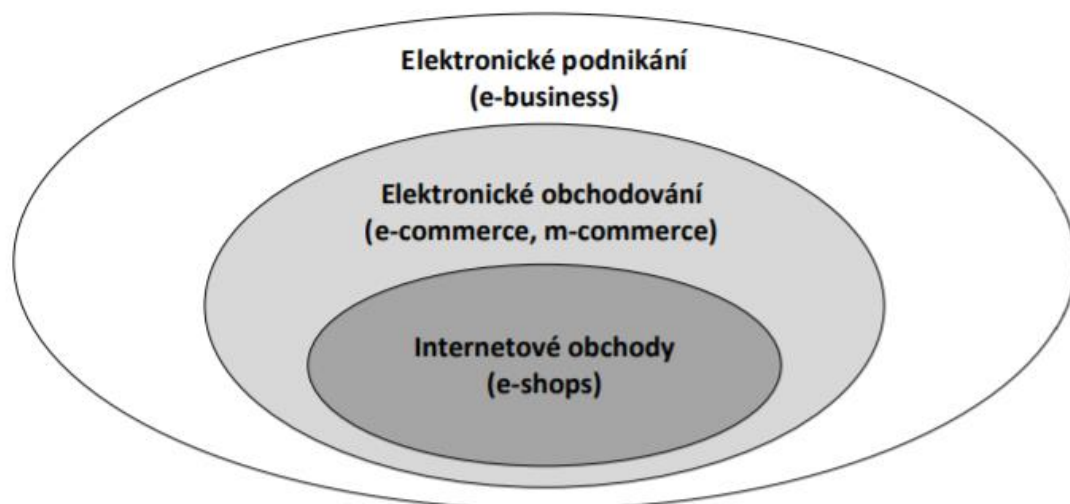 Elektronické podnikání
(e-business)
Elektronické obchodování
(e-commerce, m-commerce)
Internetové obchody
(e-shops)